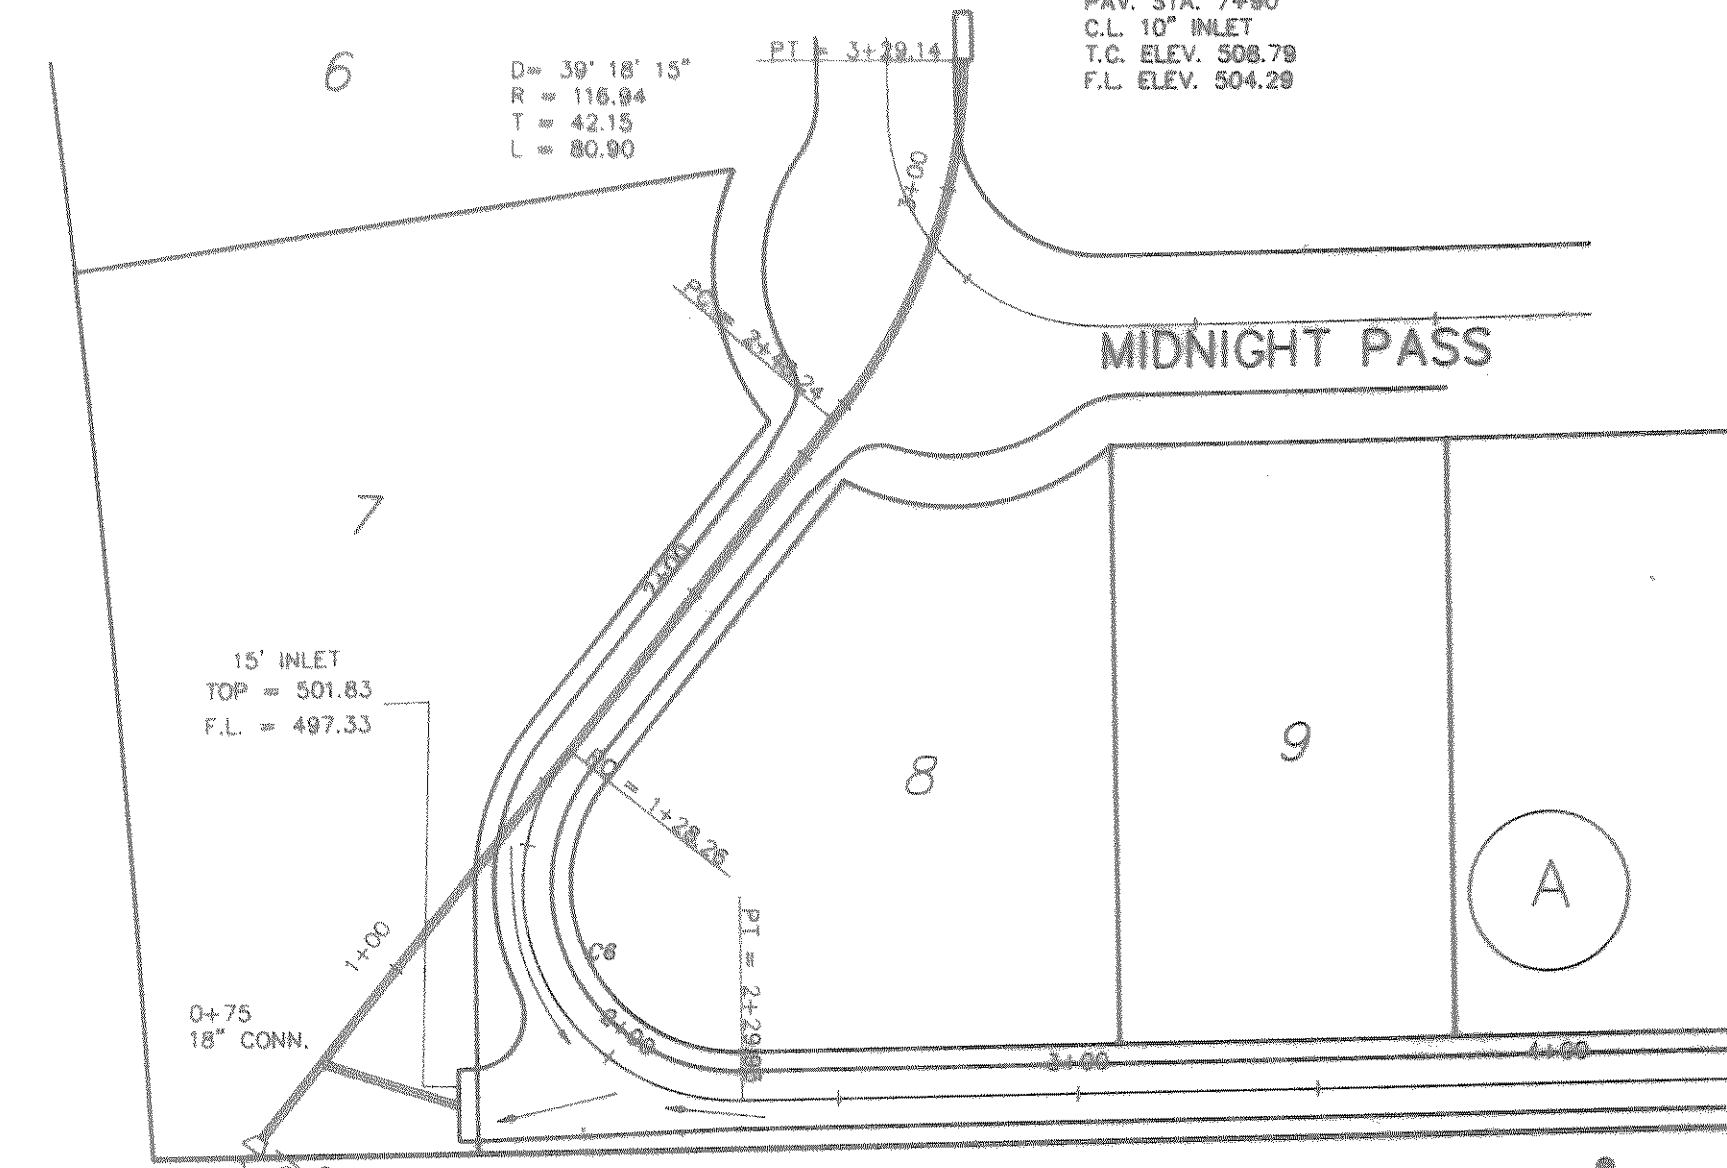 PAV. STA. 7+90
C.L. 10" INLET
T.C. ELEV. 508.79
F.L. ELEV. 504.29
6
D= 39' 18' 15"
R = 116.94
T = 42.15
L = 80.90
PT = 3+29.14
3+00
PC = 24
MIDNIGHT PASS
7
2+00
15' INLET
TOP = 501.83
F.L. = 497.33
8
9
A
= 1+28.26
PT = 2+29.
1+00
C6
0+75
18" CONN.
2+00
3+00
4+00